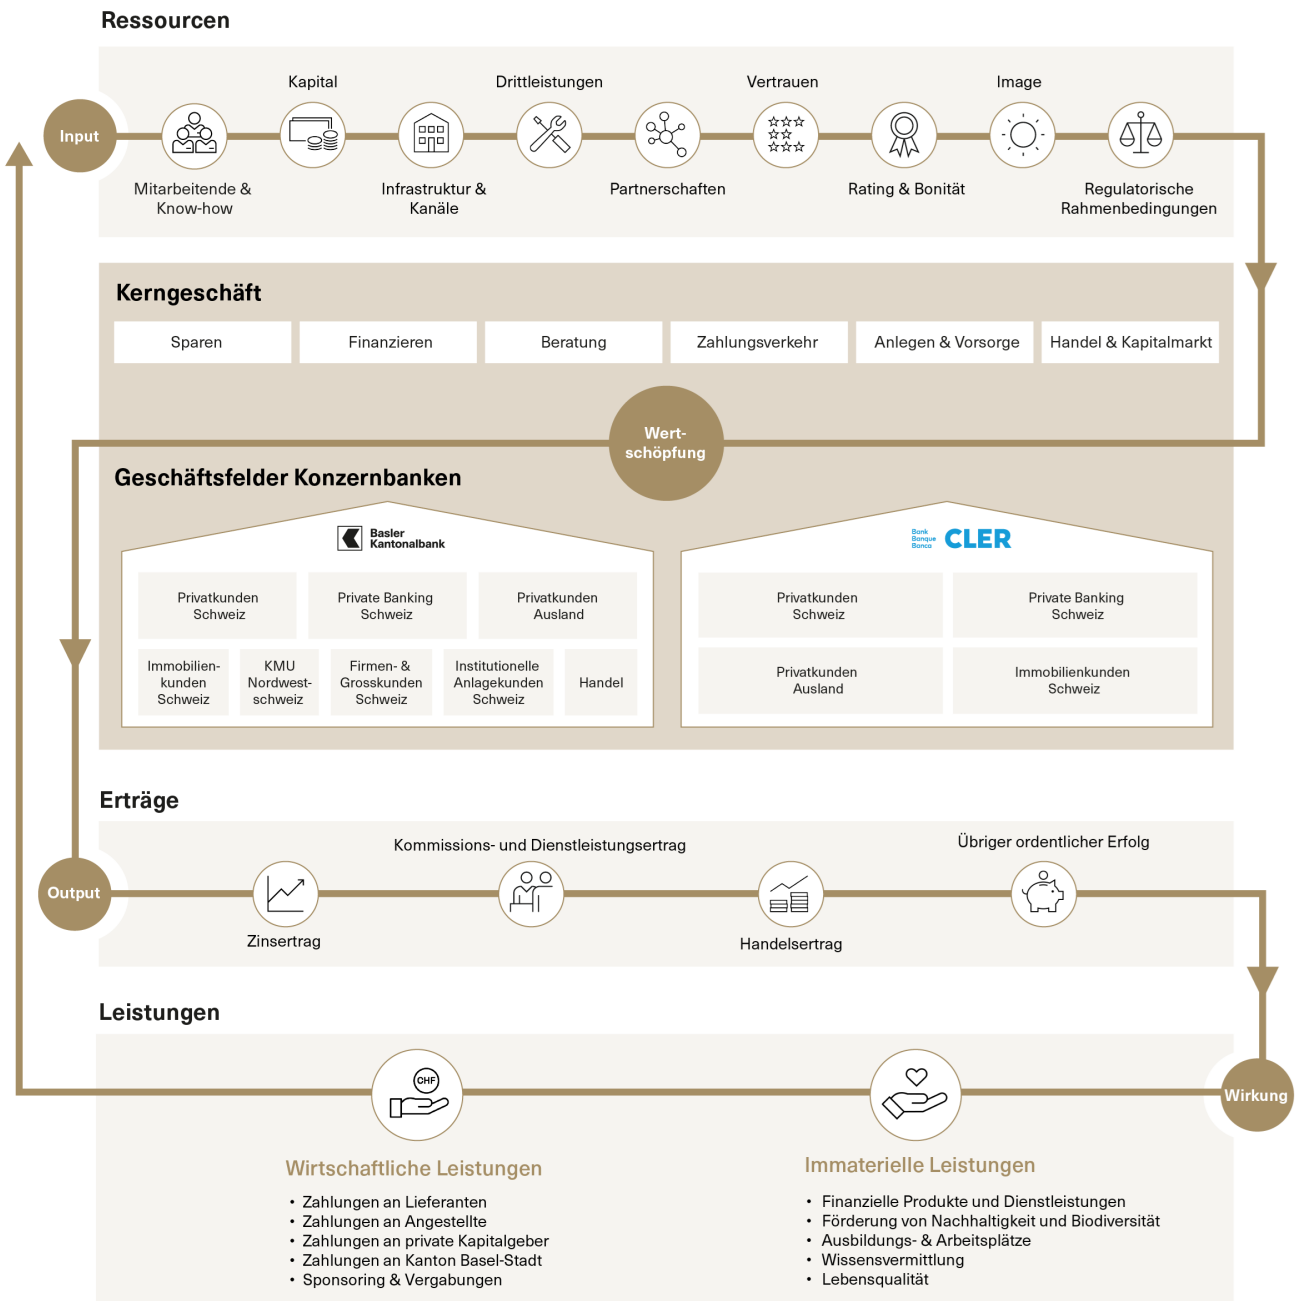 Ressourcen
Kapital
Drittleistungen
Vertrauen
Image
Input
Mitarbeitende &
Know-how
Infrastruktur &
Kanäle
Partnerschaften
Rating & Bonität
Regulatorische
Rahmenbedingungen
Kerngeschäft
Sparen
Finanzieren
Beratung
Zahlungsverkehr
Anlegen & Vorsorge
Handel & Kapitalmarkt
Wert-
schöpfung
Geschäftsfelder Konzernbanken
Basler
Kantonalbank
Privatkunden
Schweiz
Private Banking
Schweiz
Privatkunden
Ausland
Immobilien-
kunden
Schweiz
KMU
Nordwest-
schweiz
Firmen- &
Grosskunden
Schweiz
Institutionelle
Anlagekunden
Schweiz
Handel
Bank
Banque
Banca
CLER
Privatkunden
Schweiz
Private Banking
Schweiz
Privatkunden
Ausland
Immobilienkunden
Schweiz
Erträge
Kommissions- und Dienstleistungsertrag
Übriger ordentlicher Erfolg
Output
Zinsertrag
Handelsertrag
Leistungen
CHF
Wirkung
Wirtschaftliche Leistungen
• Zahlungen an Lieferanten
• Zahlungen an Angestellte
• Zahlungen an private Kapitalgeber
• Zahlungen an Kanton Basel-Stadt
• Sponsoring & Vergabungen
Immaterielle Leistungen
• Finanzielle Produkte und Dienstleistungen
• Förderung von Nachhaltigkeit und Biodiversität
• Ausbildungs- & Arbeitsplätze
• Wissensvermittlung
• Lebensqualität